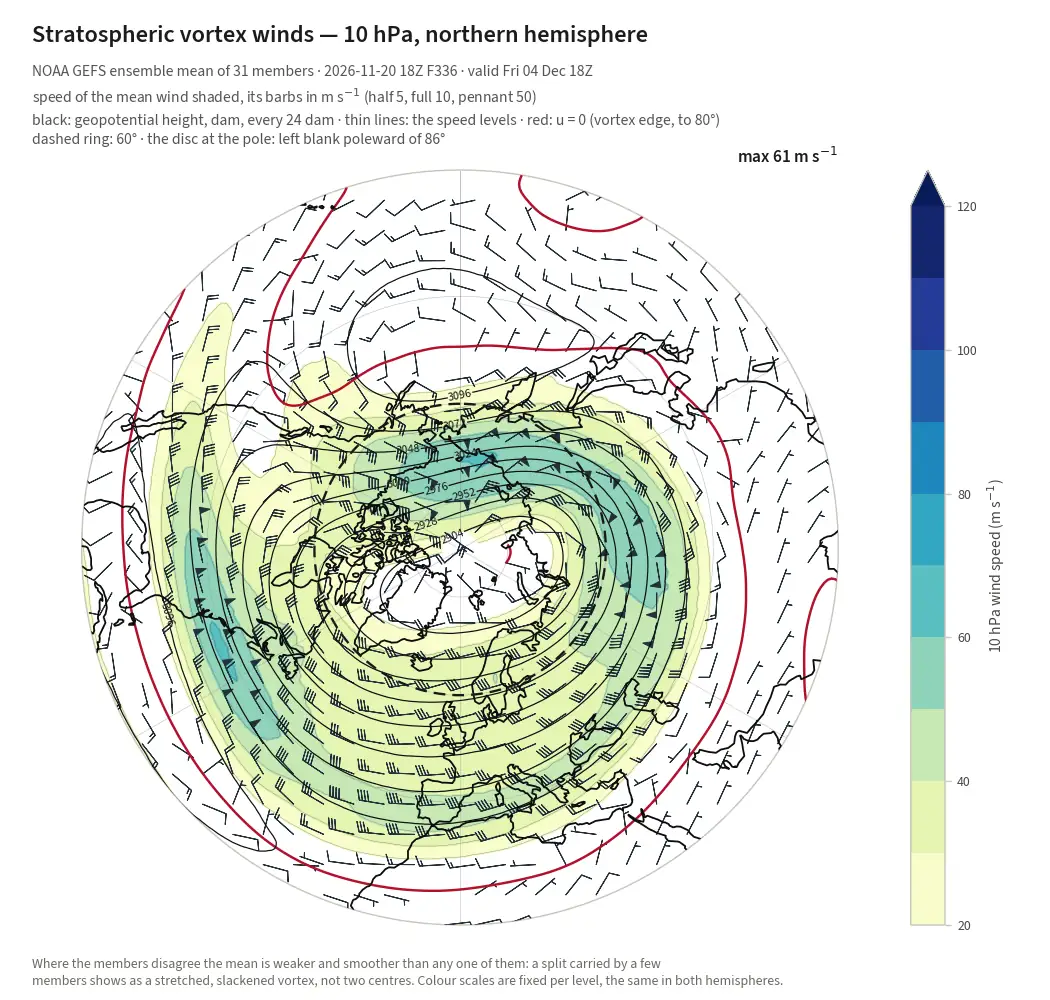 Stratospheric vortex winds — 10 hPa, northern hemisphere
NOAA GEFS ensemble mean of 31 members · 2026-11-20 18Z F336 · valid Fri 04 Dec 18Z
speed of the mean wind shaded, its barbs in m s⁻¹ (half 5, full 10, pennant 50)
black: geopotential height, dam, every 24 dam · thin lines: the speed levels · red: u = 0 (vortex edge, to 80°)
dashed ring: 60° · the disc at the pole: left blank poleward of 86°
max 61 m s⁻¹
120
100
80
60
40
20
10 hPa wind speed (m s⁻¹)
3096
3048
2976
2952
2928
2904
Where the members disagree the mean is weaker and smoother than any one of them: a split carried by a few
members shows as a stretched, slackened vortex, not two centres. Colour scales are fixed per level, the same in both hemispheres.